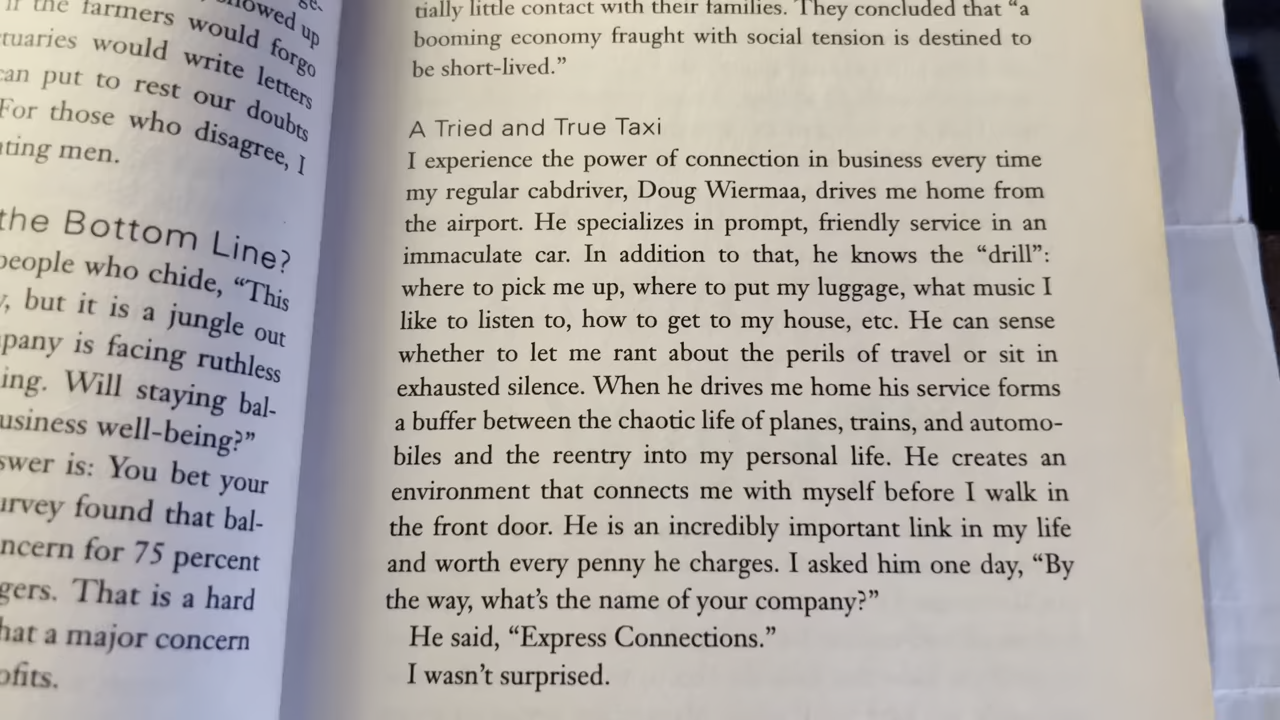 showed up
if the farmers would forgo
would write letters
can put to rest our doubts
For those who disagree, I
men.
the Bottom Line?
people who chide, “This
but it is a jungle out
is facing ruthless
Will staying bal-
well-being?”
is: You bet your
found that bal-
for 75 percent
That is a hard
a major concern
tially little contact with their families. They concluded that “a
booming economy fraught with social tension is destined to
be short-lived.”
A Tried and True Taxi
I experience the power of connection in business every time
my regular cabdriver, Doug Wiermaa, drives me home from
the airport. He specializes in prompt, friendly service in an
immaculate car. In addition to that, he knows the “drill”:
where to pick me up, where to put my luggage, what music I
like to listen to, how to get to my house, etc. He can sense
whether to let me rant about the perils of travel or sit in
exhausted silence. When he drives me home his service forms
a buffer between the chaotic life of planes, trains, and automo-
biles and the reentry into my personal life. He creates an
environment that connects me with myself before I walk in
the front door. He is an incredibly important link in my life
and worth every penny he charges. I asked him one day, “By
the way, what’s the name of your company?”
He said, “Express Connections.”
I wasn’t surprised.